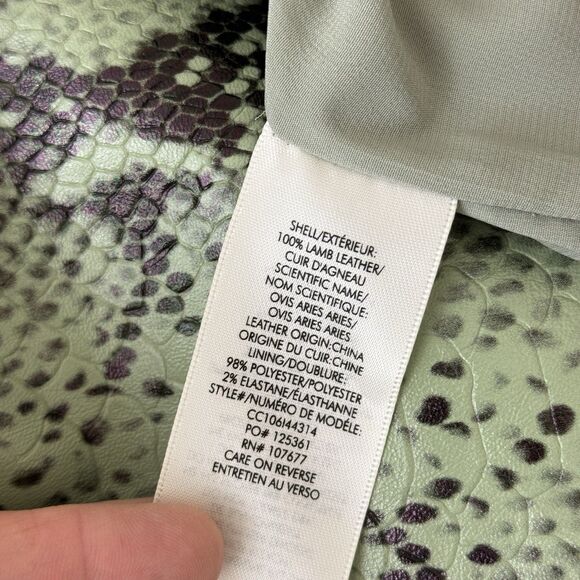 SHELL/EXTÉRIEUR:
100% LAMB LEATHER/
CUIR D'AGNEAU
SCIENTIFIC NAME/
NOM SCIENTIFIQUE:
OVIS ARIES ARIES/
OVIS ARIES ARIES
LEATHER ORIGIN:CHINA
ORIGINE DU CUIR:CHINE
LINING/DOUBLURE:
98% POLYESTER/POLYESTER
2% ELASTANE/ÉLASTHANNE
STYLE#/NUMÉRO DE MODÈLE:
CC106I44314
PO# 125361
RN# 107677
CARE ON REVERSE
ENTRETIEN AU VERSO